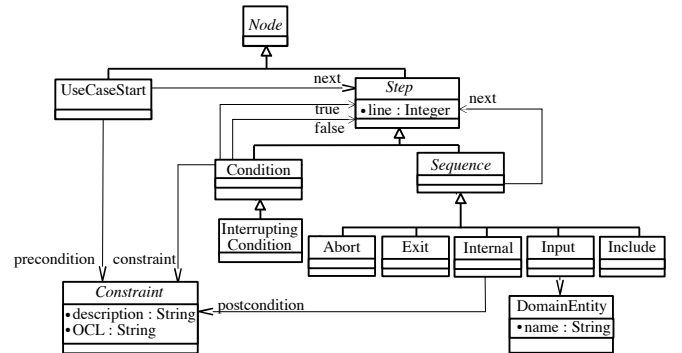 Node
UseCaseStart
next
Step
• line : Integer
true
false
next
Condition
Sequence
Interrupting
Condition
Abort
Exit
Internal
Input
Include
precondition
constraint
Constraint
• description : String
• OCL : String
postcondition
DomainEntity
• name : String